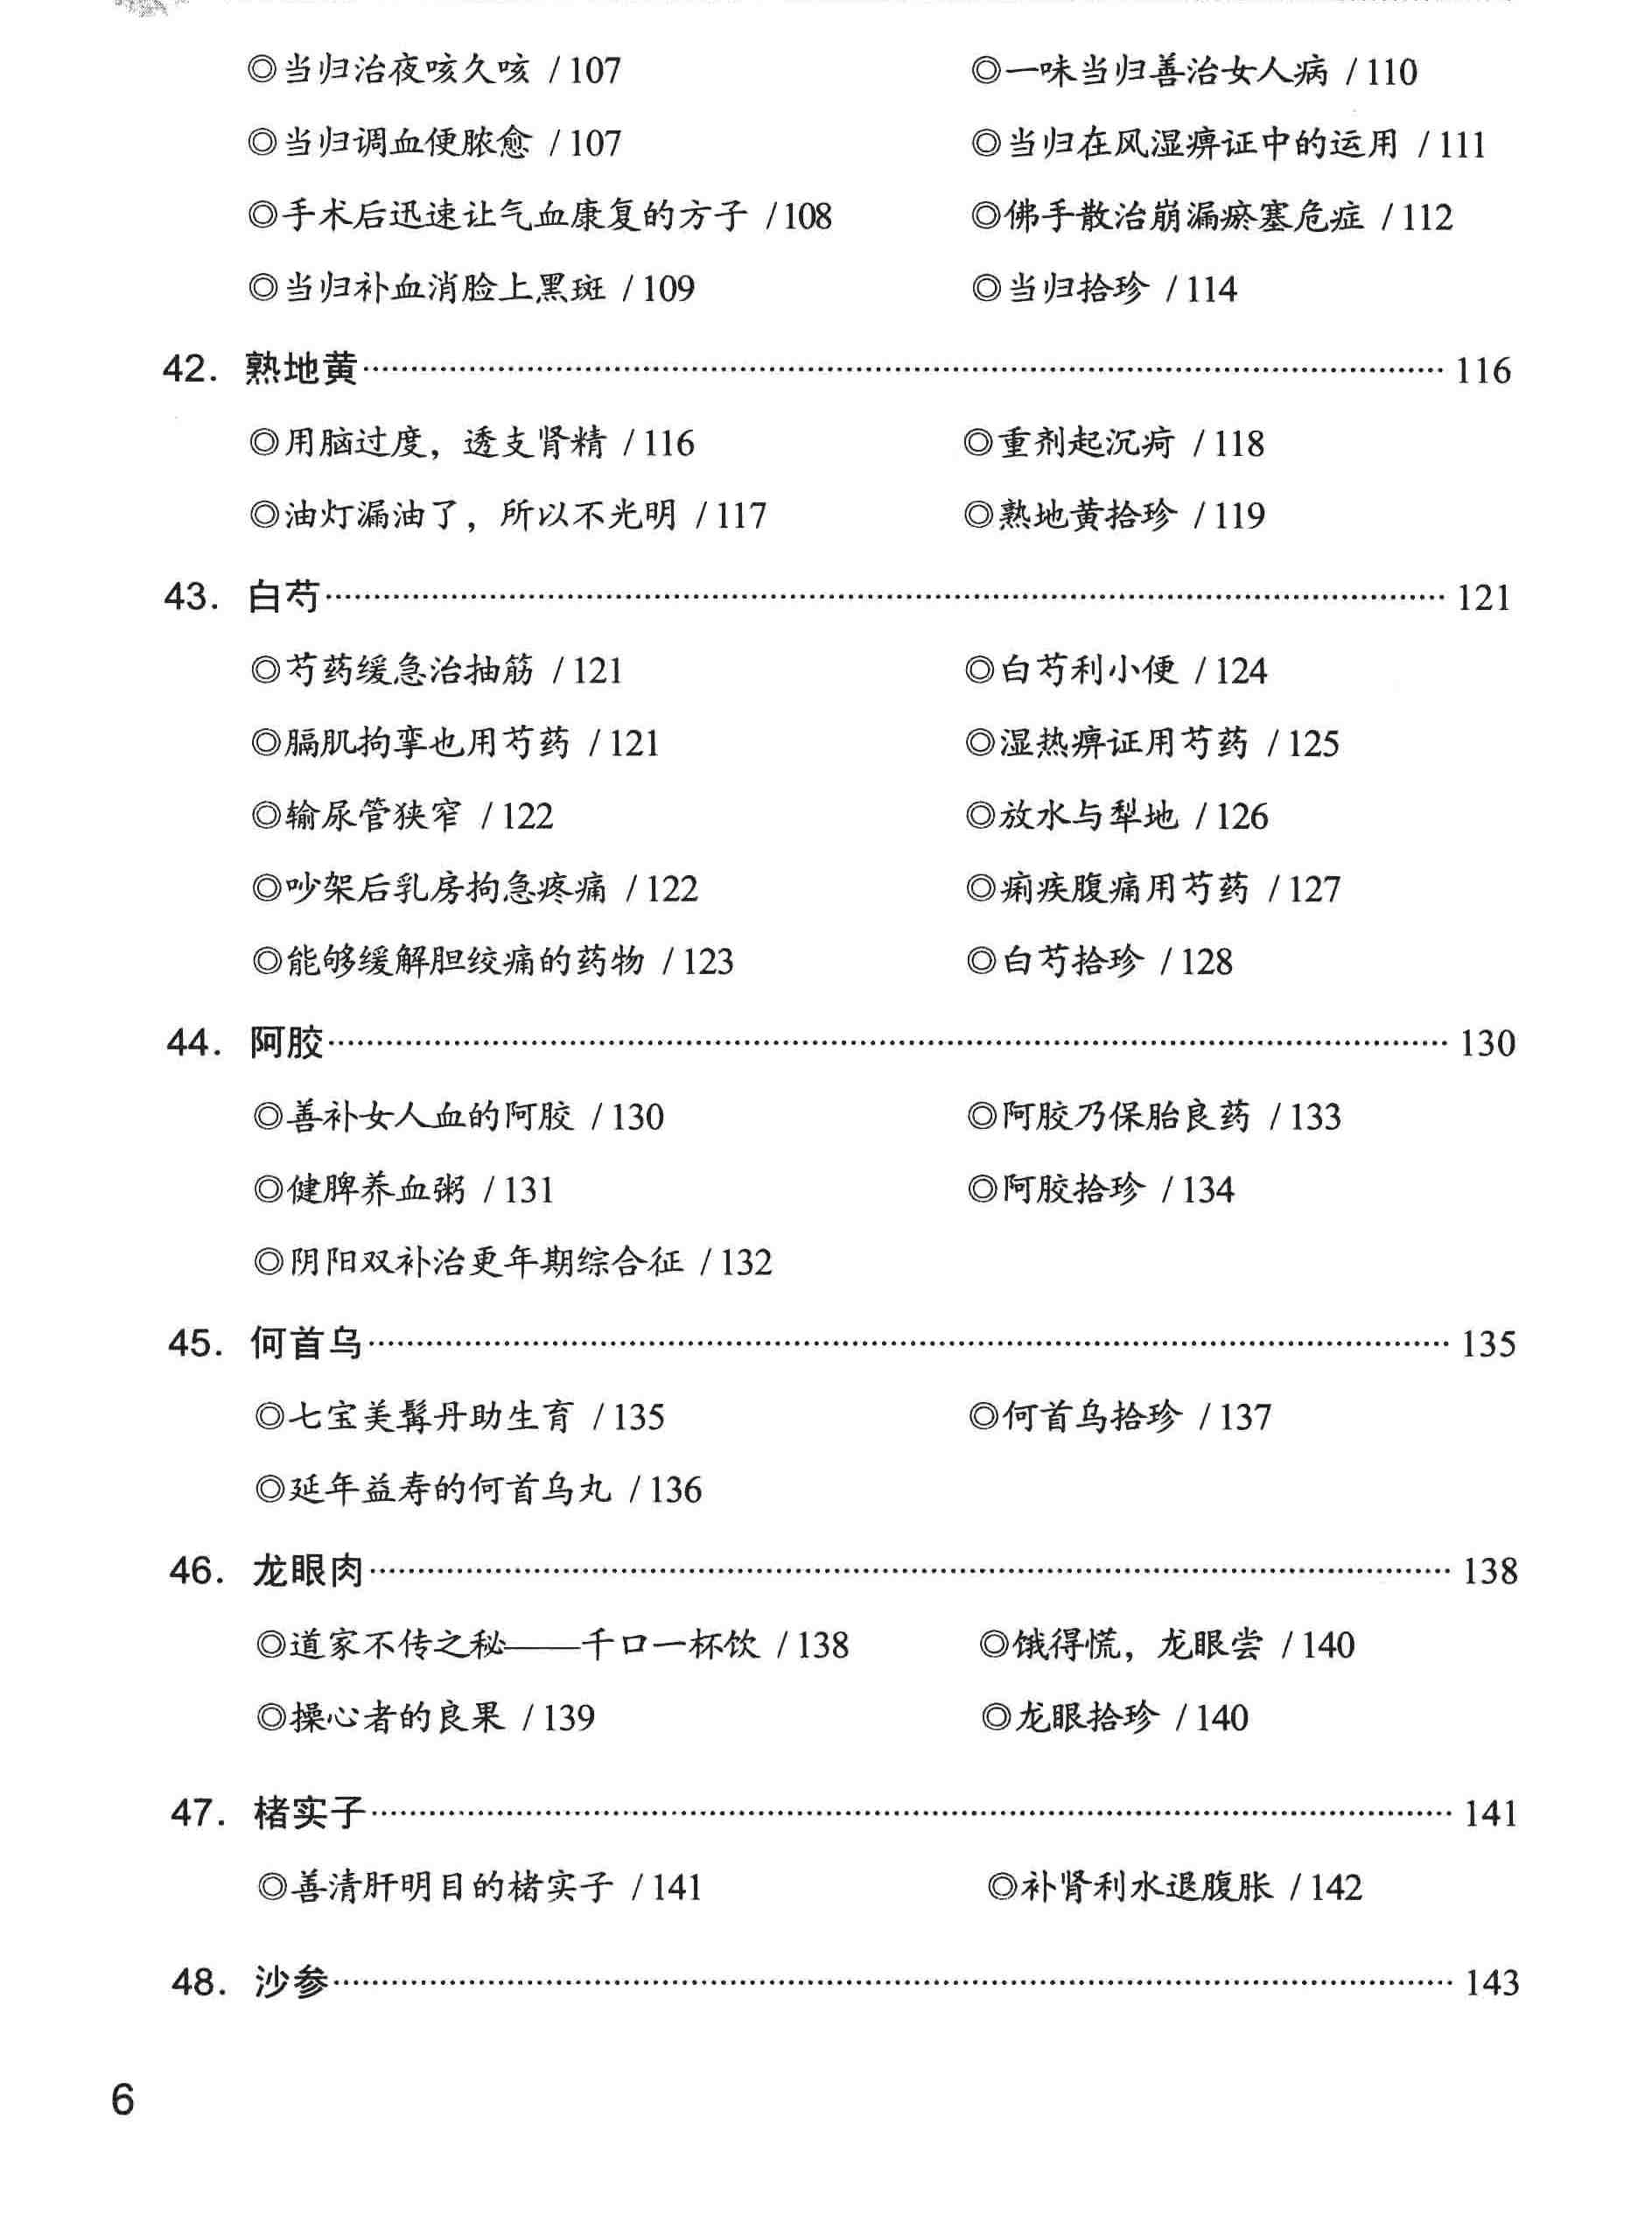 ◎当归治夜咳久咳 / 107 ◎一味当归善治女人病 / 110
◎当归调血便脓愈 / 107 ◎当归在风湿痹证中的运用 / 111
◎手术后迅速让气血康复的方子 / 108 ◎佛手散治崩漏瘀塞危症 / 112
◎当归补血消脸上黑斑 / 109 ◎当归拾珍 / 114
42. 熟地黄 …… 116
◎用脑过度，透支肾精 / 116 ◎重剂起沉疴 / 118
◎油灯漏油了，所以不光明 / 117 ◎熟地黄拾珍 / 119
43. 白芍 …… 121
◎芍药缓急治抽筋 / 121 ◎白芍利小便 / 124
◎膈肌拘挛也用芍药 / 121 ◎湿热痹证用芍药 / 125
◎输尿管狭窄 / 122 ◎放水与犁地 / 126
◎吵架后乳房拘急疼痛 / 122 ◎痢疾腹痛用芍药 / 127
◎能够缓解胆绞痛的药物 / 123 ◎白芍拾珍 / 128
44. 阿胶 …… 130
◎善补女人血的阿胶 / 130 ◎阿胶乃保胎良药 / 133
◎健脾养血粥 / 131 ◎阿胶拾珍 / 134
◎阴阳双补治更年期综合征 / 132
45. 何首乌 …… 135
◎七宝美髯丹助生育 / 135 ◎何首乌拾珍 / 137
◎延年益寿的何首乌丸 / 136
46. 龙眼肉 …… 138
◎道家不传之秘——千口一杯饮 / 138 ◎饿得慌，龙眼尝 / 140
◎操心者的良果 / 139 ◎龙眼拾珍 / 140
47. 楮实子 …… 141
◎善清肝明目的楮实子 / 141 ◎补肾利水退腹胀 / 142
48. 沙参 …… 143
6